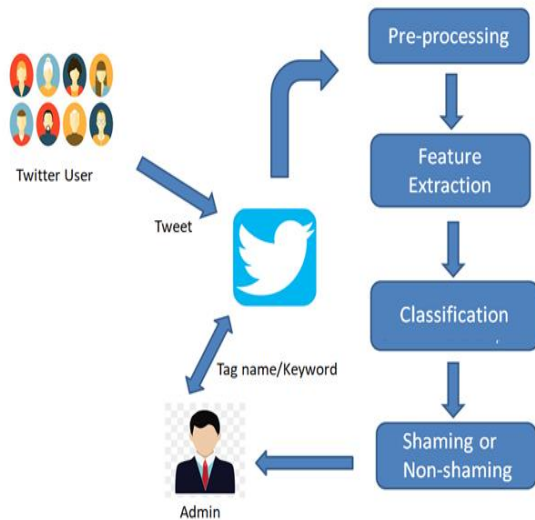 Pre-processing
Feature
Extraction
Twitter User
Tweet
Classification
Tag name/Keyword
Shaming or
Non-shaming
Admin